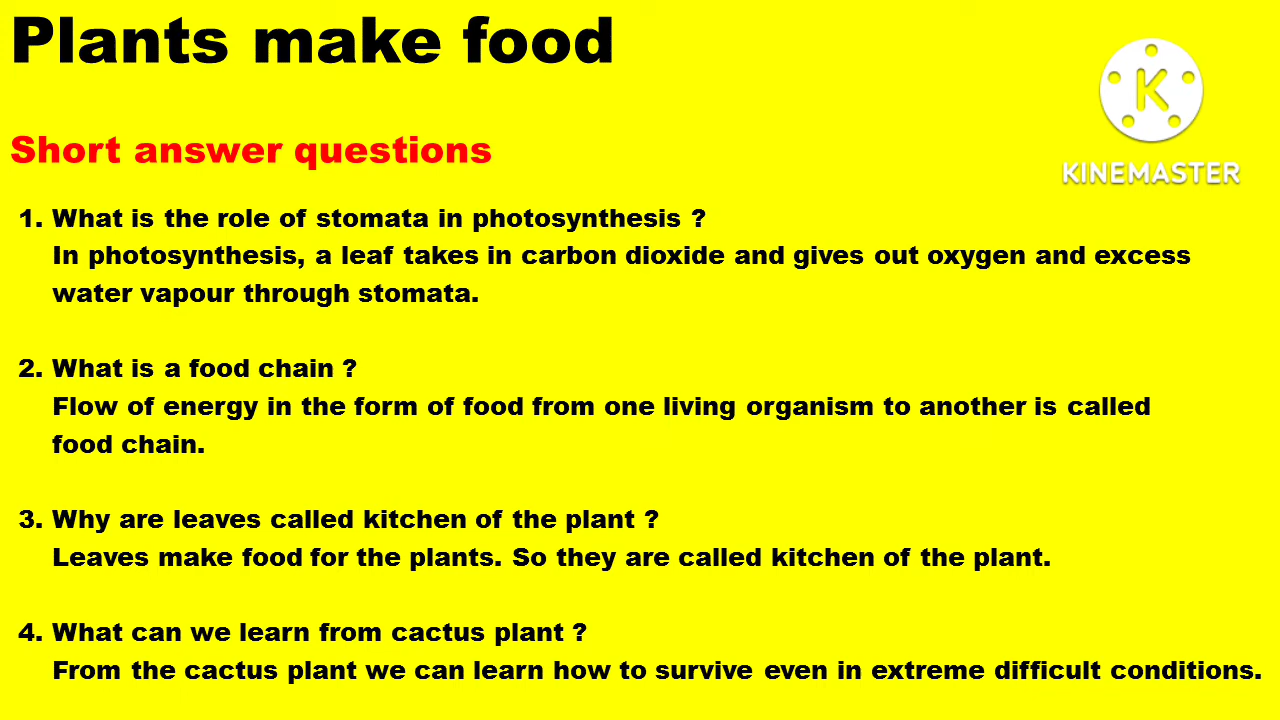 Plants make food
K
KINEMASTER
Short answer questions
1. What is the role of stomata in photosynthesis ?
In photosynthesis, a leaf takes in carbon dioxide and gives out oxygen and excess
water vapour through stomata.
2. What is a food chain ?
Flow of energy in the form of food from one living organism to another is called
food chain.
3. Why are leaves called kitchen of the plant ?
Leaves make food for the plants. So they are called kitchen of the plant.
4. What can we learn from cactus plant ?
From the cactus plant we can learn how to survive even in extreme difficult conditions.